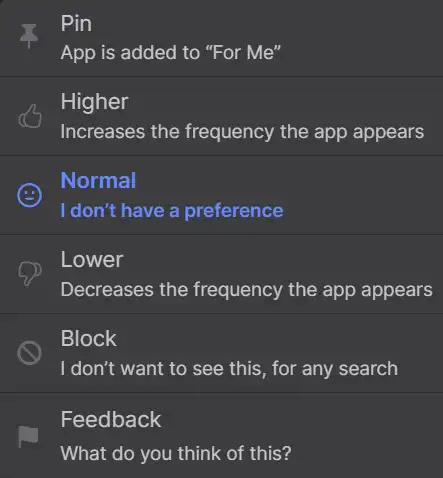 Pin
App is added to “For Me”
Higher
Increases the frequency the app appears
Normal
I don’t have a preference
Lower
Decreases the frequency the app appears
Block
I don’t want to see this, for any search
Feedback
What do you think of this?